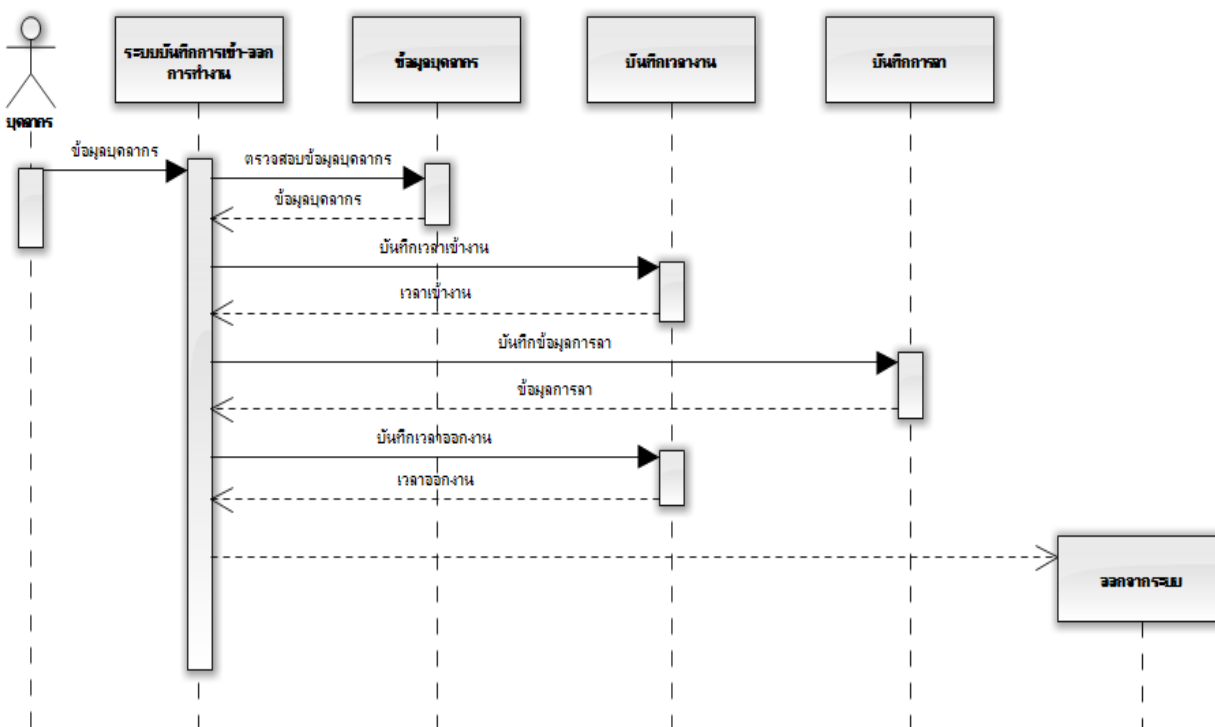 ระบบบันทึกการเข้า-ออก
การทำงาน
ข้อมูลบุคลากร
บันทึกเวลางาน
บันทึกการลา
บุคลากร
ข้อมูลบุคลากร
ตรวจสอบข้อมูลบุคลากร
ข้อมูลบุคลากร
บันทึกเวลาเข้างาน
เวลาเข้างาน
บันทึกข้อมูลการลา
ข้อมูลการลา
บันทึกเวลาออกงาน
เวลาออกงาน
ออกจากระบบ